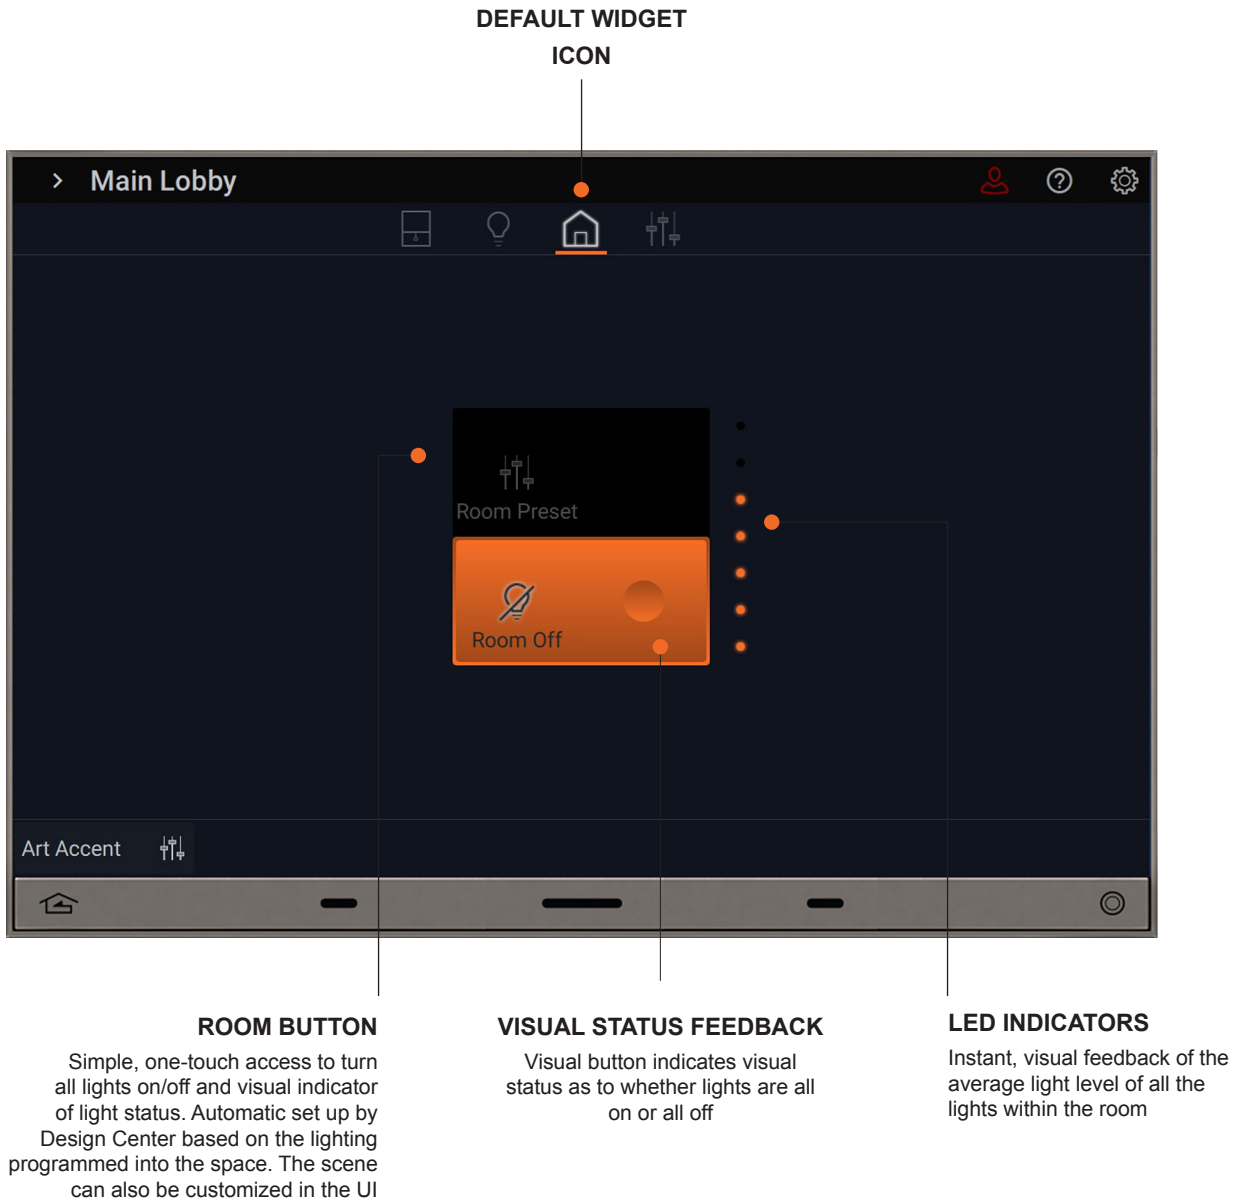 DEFAULT WIDGET
ICON
Main Lobby
Room Preset
Room Off
Art Accent
ROOM BUTTON
Simple, one-touch access to turn
all lights on/off and visual indicator
of light status. Automatic set up by
Design Center based on the lighting
programmed into the space. The scene
can also be customized in the UI
VISUAL STATUS FEEDBACK
Visual button indicates visual
status as to whether lights are all
on or all off
LED INDICATORS
Instant, visual feedback of the
average light level of all the
lights within the room